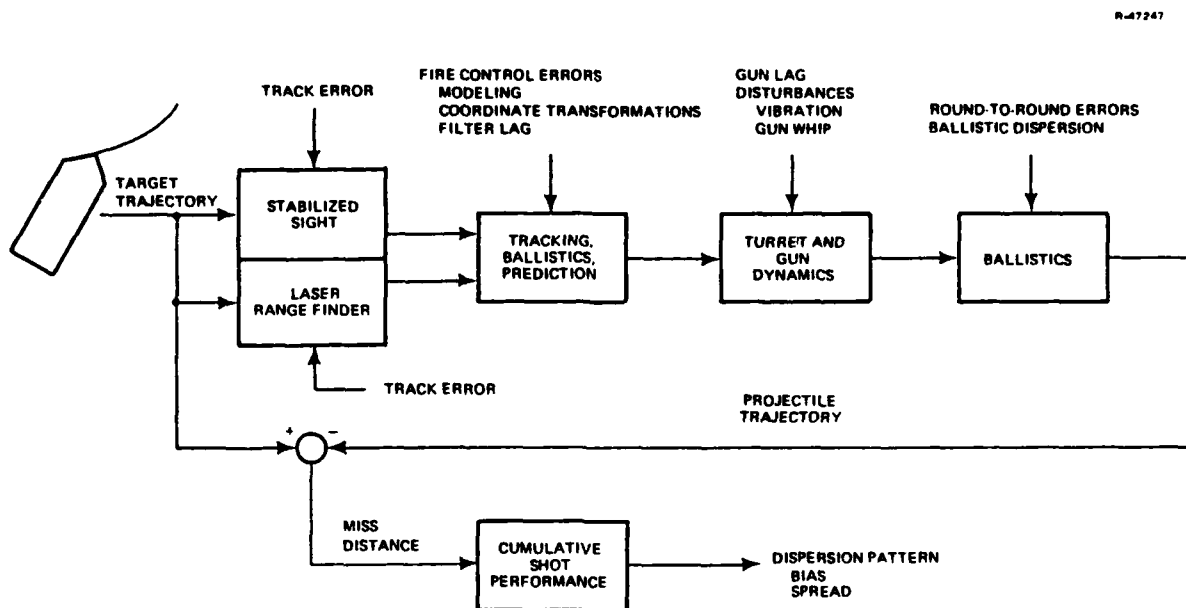 R-47247
FIRE CONTROL ERRORS
MODELING
COORDINATE TRANSFORMATIONS
FILTER LAG
GUN LAG
DISTURBANCES
VIBRATION
GUN WHIP
TRACK ERROR
ROUND-TO-ROUND ERRORS
BALLISTIC DISPERSION
TARGET
TRAJECTORY
STABILIZED
SIGHT
LASER
RANGE FINDER
TRACKING,
BALLISTICS,
PREDICTION
TURRET AND
GUN
DYNAMICS
BALLISTICS
TRACK ERROR
PROJECTILE
TRAJECTORY
+
−
MISS
DISTANCE
CUMULATIVE
SHOT
PERFORMANCE
DISPERSION PATTERN
BIAS
SPREAD